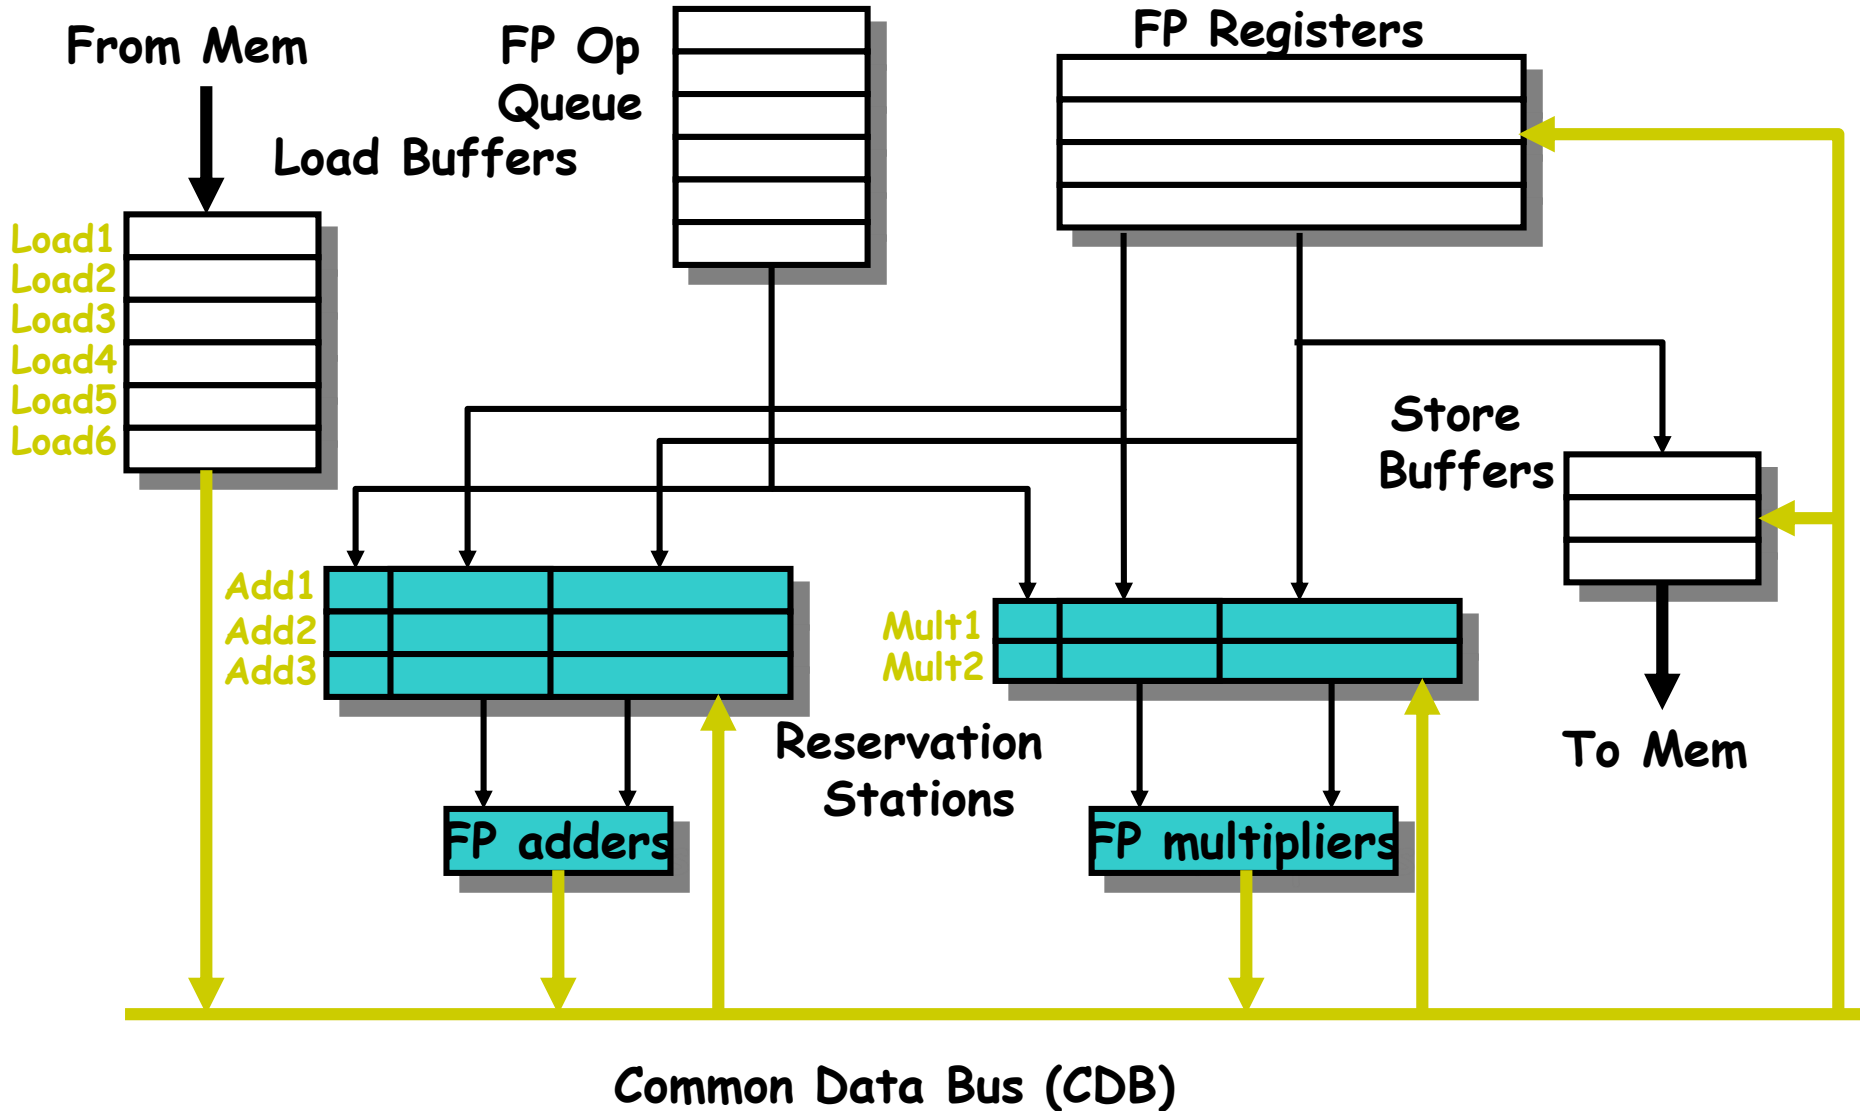 From Mem
FP Op
Queue
FP Registers
Load Buffers
Load1
Load2
Load3
Load4
Load5
Load6
Store
Buffers
Add1
Add2
Add3
Mult1
Mult2
Reservation
Stations
To Mem
FP adders
FP multipliers
Common Data Bus (CDB)